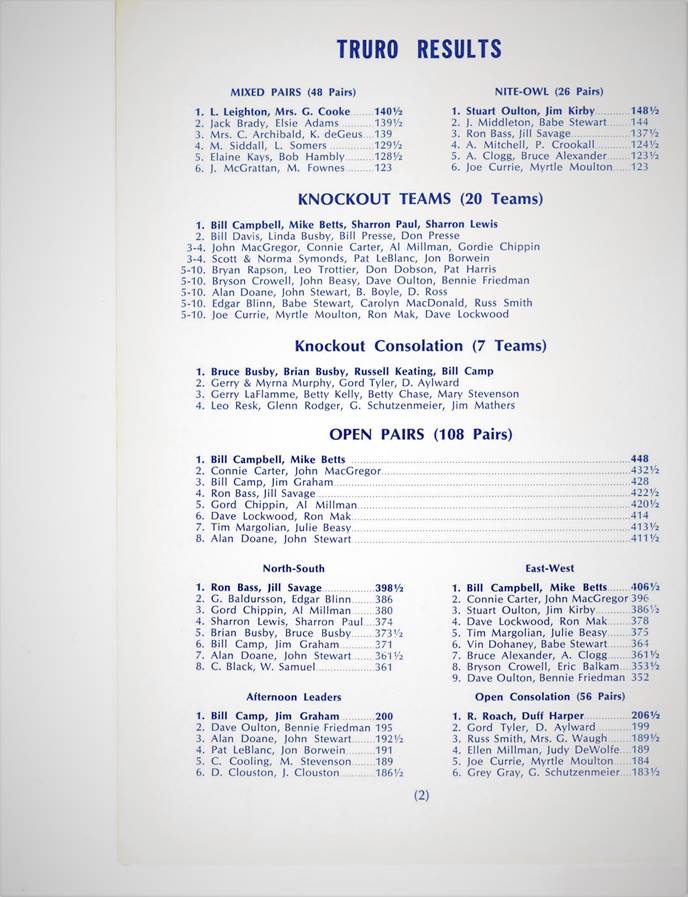 TRURO RESULTS
MIXED PAIRS (48 Pairs)
1. L. Leighton, Mrs. G. Cooke 140½
2. Jack Brady, Elsie Adams 139½
3. Mrs. C. Archibald, K. deGeus 139
4. M. Siddall, L. Somers 129½
5. Elaine Kays, Bob Hambly 128½
6. J. McGrattan, M. Fownes 123
NITE-OWL (26 Pairs)
1. Stuart Oulton, Jim Kirby 148½
2. J. Middleton, Babe Stewart 144
3. Ron Bass, Jill Savage 137½
4. A. Mitchell, P. Crookall 124½
5. A. Clogg, Bruce Alexander 123½
6. Joe Currie, Myrtle Moulton 123
KNOCKOUT TEAMS (20 Teams)
1. Bill Campbell, Mike Betts, Sharron Paul, Sharron Lewis
2. Bill Davis, Linda Busby, Bill Presse, Don Presse
3-4. John MacGregor, Connie Carter, Al Millman, Gordie Chippin
3-4. Scott & Norma Symonds, Pat LeBlanc, Jon Borwein
5-10. Bryan Rapson, Leo Trottier, Don Dobson, Pat Harris
5-10. Bryson Crowell, John Beasy, Dave Oulton, Bennie Friedman
5-10. Alan Doane, John Stewart, B. Boyle, D. Ross
5-10. Edgar Blinn, Babe Stewart, Carolyn MacDonald, Russ Smith
5-10. Joe Currie, Myrtle Moulton, Ron Mak, Dave Lockwood
Knockout Consolation (7 Teams)
1. Bruce Busby, Brian Busby, Russell Keating, Bill Camp
2. Gerry & Myrna Murphy, Gord Tyler, D. Aylward
3. Gerry LaFlamme, Betty Kelly, Betty Chase, Mary Stevenson
4. Leo Resk, Glenn Rodger, G. Schutzenmeier, Jim Mathers
OPEN PAIRS (108 Pairs)
1. Bill Campbell, Mike Betts 448
2. Connie Carter, John MacGregor 432½
3. Bill Camp, Jim Graham 428
4. Ron Bass, Jill Savage 422½
5. Gord Chippin, Al Millman 420½
6. Dave Lockwood, Ron Mak 414
7. Tim Margolian, Julie Beasy 413½
8. Alan Doane, John Stewart 411½
North-South
1. Ron Bass, Jill Savage 398½
2. G. Baldursson, Edgar Blinn 386
3. Gord Chippin, Al Millman 380
4. Sharron Lewis, Sharron Paul 374
5. Brian Busby, Bruce Busby 373½
6. Bill Camp, Jim Graham 371
7. Alan Doane, John Stewart 361½
8. C. Black, W. Samuel 361
East-West
1. Bill Campbell, Mike Betts 406½
2. Connie Carter, John MacGregor 396
3. Stuart Oulton, Jim Kirby 386½
4. Dave Lockwood, Ron Mak 378
5. Tim Margolian, Julie Beasy 375
6. Vin Dohaney, Babe Stewart 364
7. Bruce Alexander, A. Clogg 361½
8. Bryson Crowell, Eric Balkam 353½
9. Dave Oulton, Bennie Friedman 352
Afternoon Leaders
1. Bill Camp, Jim Graham 200
2. Dave Oulton, Bennie Friedman 195
3. Alan Doane, John Stewart 192½
4. Pat LeBlanc, Jon Borwein 191
5. C. Cooling, M. Stevenson 189
6. D. Clouston, J. Clouston 186½
Open Consolation (56 Pairs)
1. R. Roach, Duff Harper 206½
2. Gord Tyler, D. Aylward 199
3. Russ Smith, Mrs. G. Waugh 189½
4. Ellen Millman, Judy DeWolfe 189
5. Joe Currie, Myrtle Moulton 184
6. Grey Gray, G. Schutzenmeier 183½
(2)